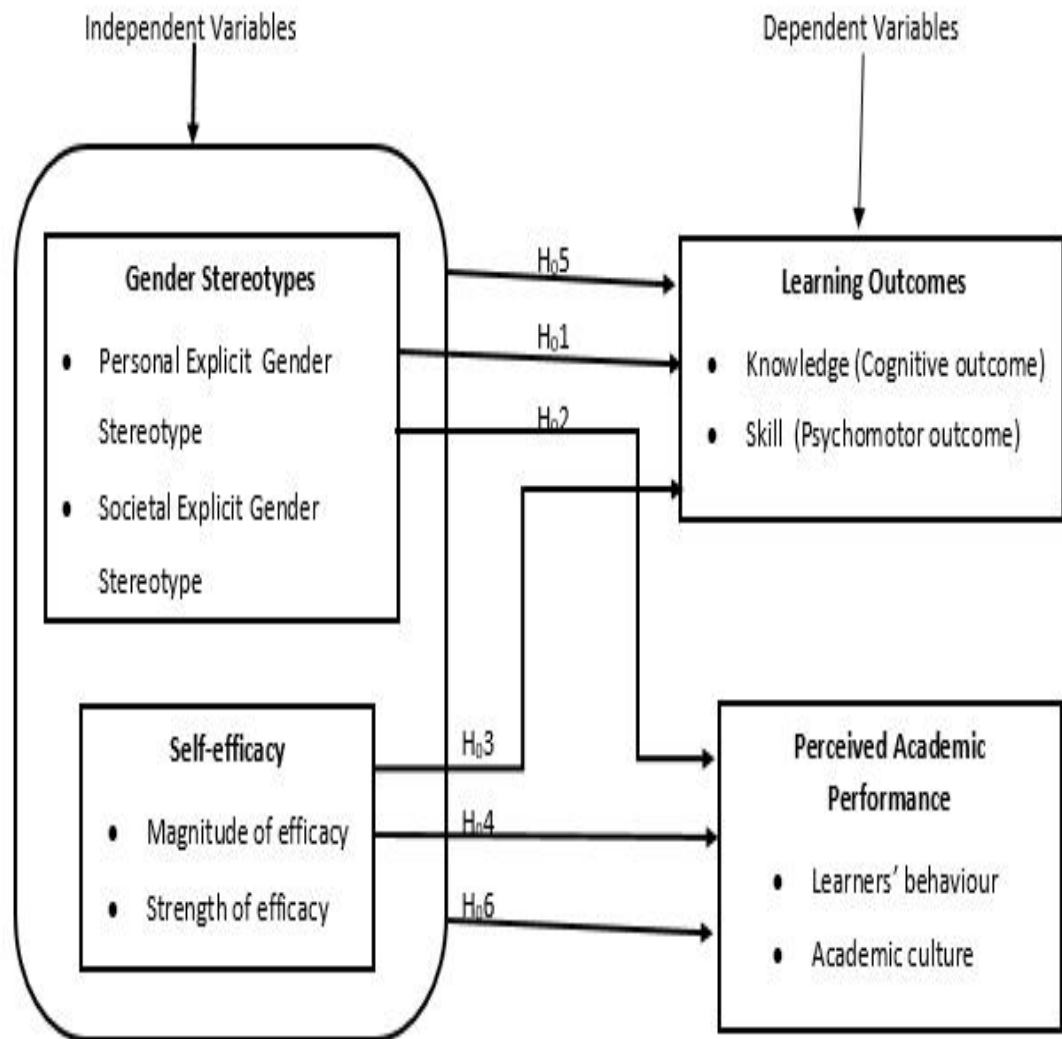 Independent Variables
Dependent Variables
Gender Stereotypes
• Personal Explicit Gender
Stereotype
• Societal Explicit Gender
Stereotype
H₀5
H₀1
H₀2
Learning Outcomes
• Knowledge (Cognitive outcome)
• Skill (Psychomotor outcome)
Self-efficacy
• Magnitude of efficacy
• Strength of efficacy
H₀3
H₀4
H₀6
Perceived Academic
Performance
• Learners’ behaviour
• Academic culture